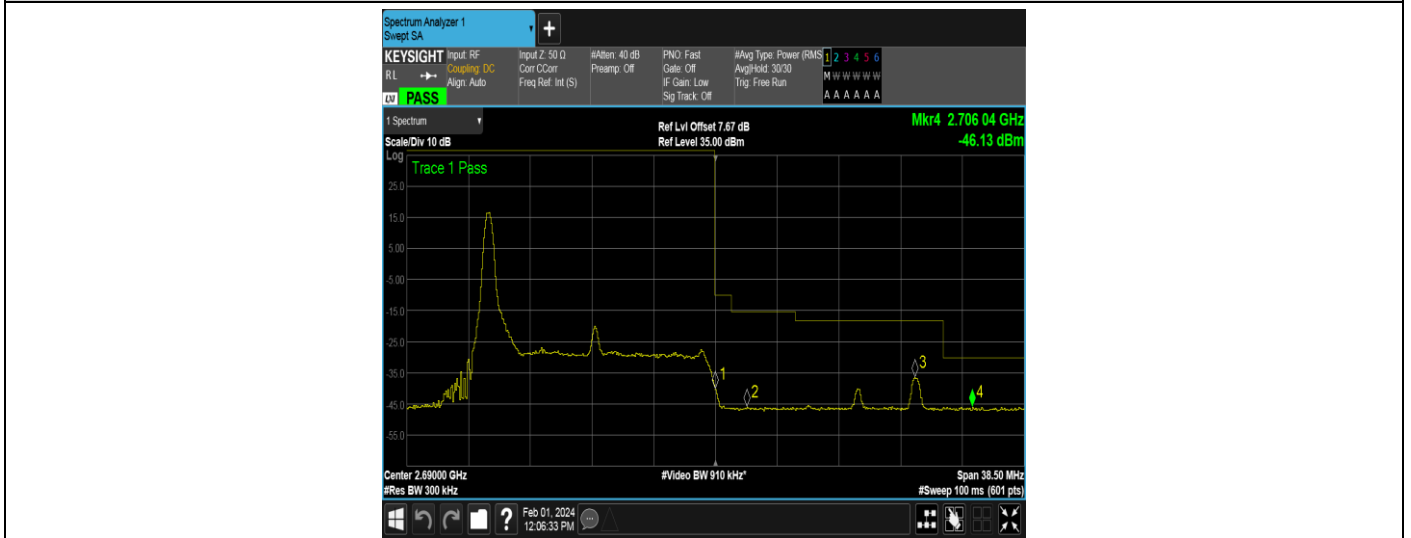 Spectrum Analyzer 1
Swept SA
+
KEYSIGHT Input: RF Input Z: 50 Ω #Atten: 40 dB PNO: Fast #Avg Type: Power (RMS 1 2 3 4 5 6
RL Coupling: DC Corr CCorr Preamp: Off Gate: Off Avg|Hold: 30/30 M W W W W W
Align: Auto Freq Ref: Int (S) IF Gain: Low Trig: Free Run
PASS Sig Track: Off A A A A A A
1 Spectrum Ref Lvl Offset 7.67 dB Mkr4 2.706 04 GHz
Scale/Div 10 dB Ref Level 35.00 dBm -46.13 dBm
Log
Trace 1 Pass
25.0
15.0
5.00
-5.00
-15.0
-25.0
-35.0
-45.0
-55.0
1
2
3
4
Center 2.69000 GHz #Video BW 910 kHz* Span 38.50 MHz
#Res BW 300 kHz #Sweep 100 ms (601 pts)
? Feb 01, 2024
12:06:33 PM